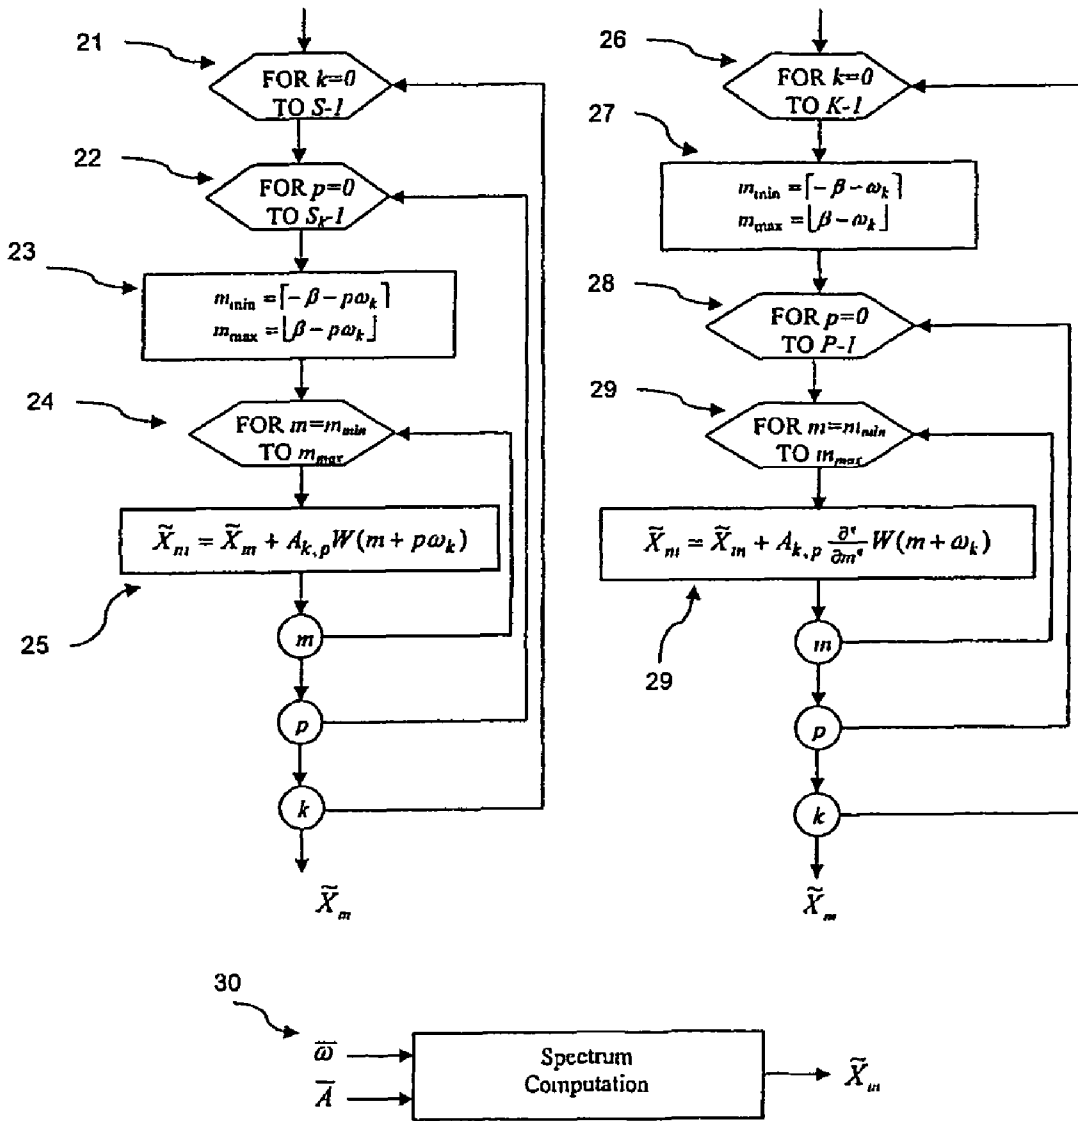 21
FOR k=0
TO S-1
22
FOR p=0
TO S_k-1
23
m_min = ⌈-β-pω_k⌉
m_max = ⌊β-pω_k⌋
24
FOR m=m_min
TO m_max
X̃_m = X̃_m + A_{k,p}W(m+pω_k)
25
m
p
k
X̃_m
26
FOR k=0
TO K-1
27
m_min = ⌈-β-ω_k⌉
m_max = ⌊β-ω_k⌋
28
FOR p=0
TO P-1
29
FOR m=m_min
TO m_max
X̃_m = X̃_m + A_{k,p} ∂/∂m W(m+ω_k)
29
m
p
k
X̃_m
30
ω̅
A̅
Spectrum
Computation
X̃_m